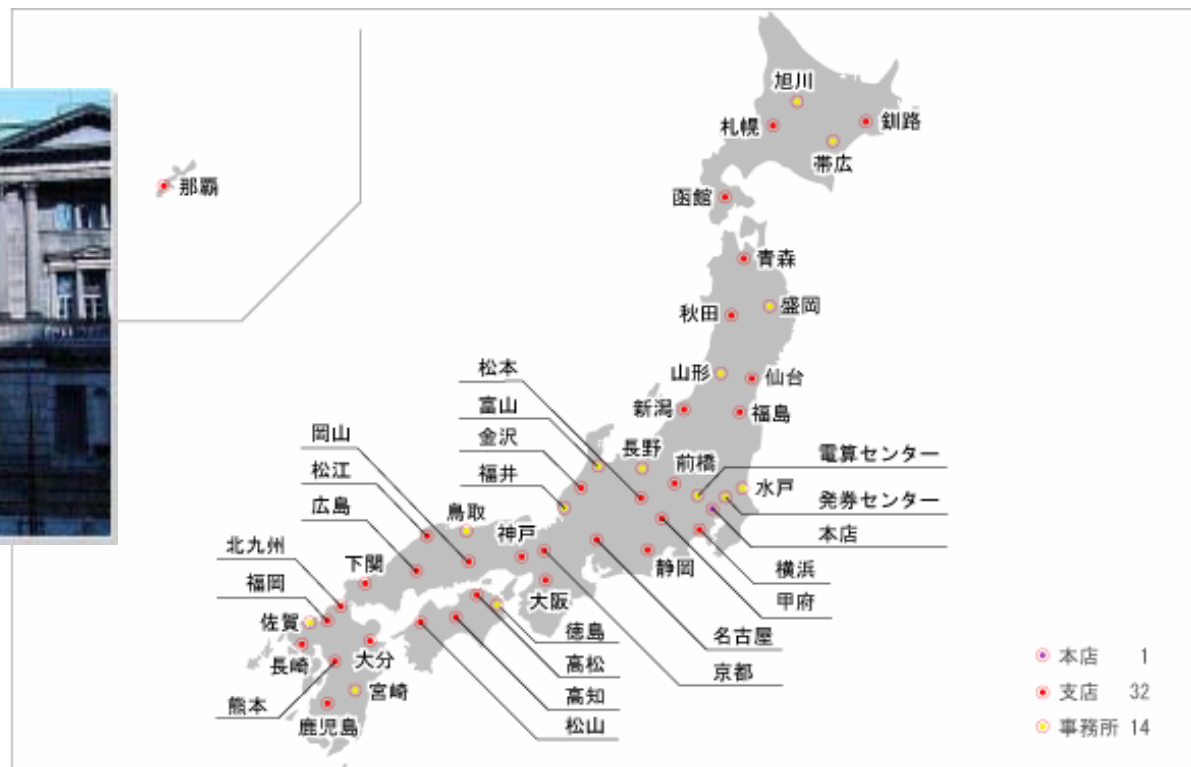 旭川
札幌
釧路
帯広
那覇
函館
青森
盛岡
秋田
山形
仙台
松本
新潟
福島
富山
岡山
金沢
長野
前橋
電算センター
松江
福井
水戸
発券センター
広島
鳥取
神戸
本店
北九州
下関
静岡
横浜
福岡
大阪
甲府
佐賀
徳島
名古屋
長崎
大分
高松
京都
熊本
宮崎
高知
鹿児島
松山
本店 1
支店 32
事務所 14